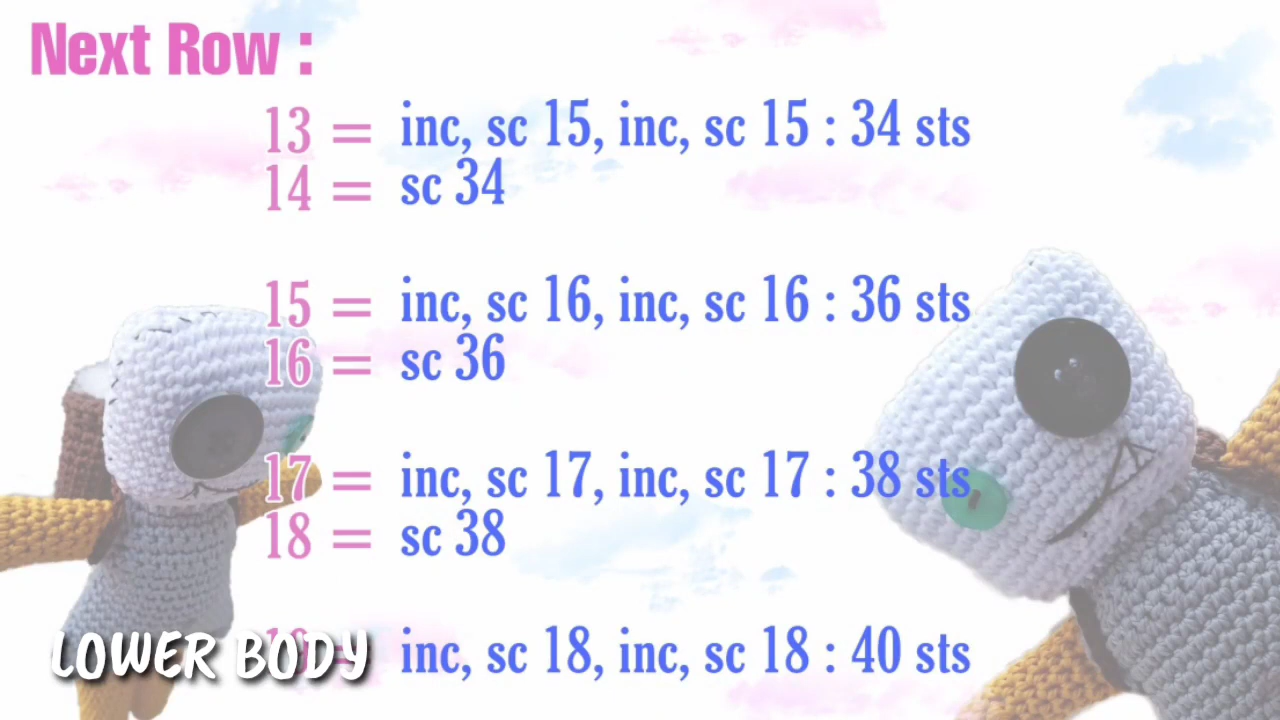 Next Row :
13 = inc, sc 15, inc, sc 15 : 34 sts
14 = sc 34
15 = inc, sc 16, inc, sc 16 : 36 sts
16 = sc 36
17 = inc, sc 17, inc, sc 17 : 38 sts
18 = sc 38
19 = inc, sc 18, inc, sc 18 : 40 sts
LOWER BODY